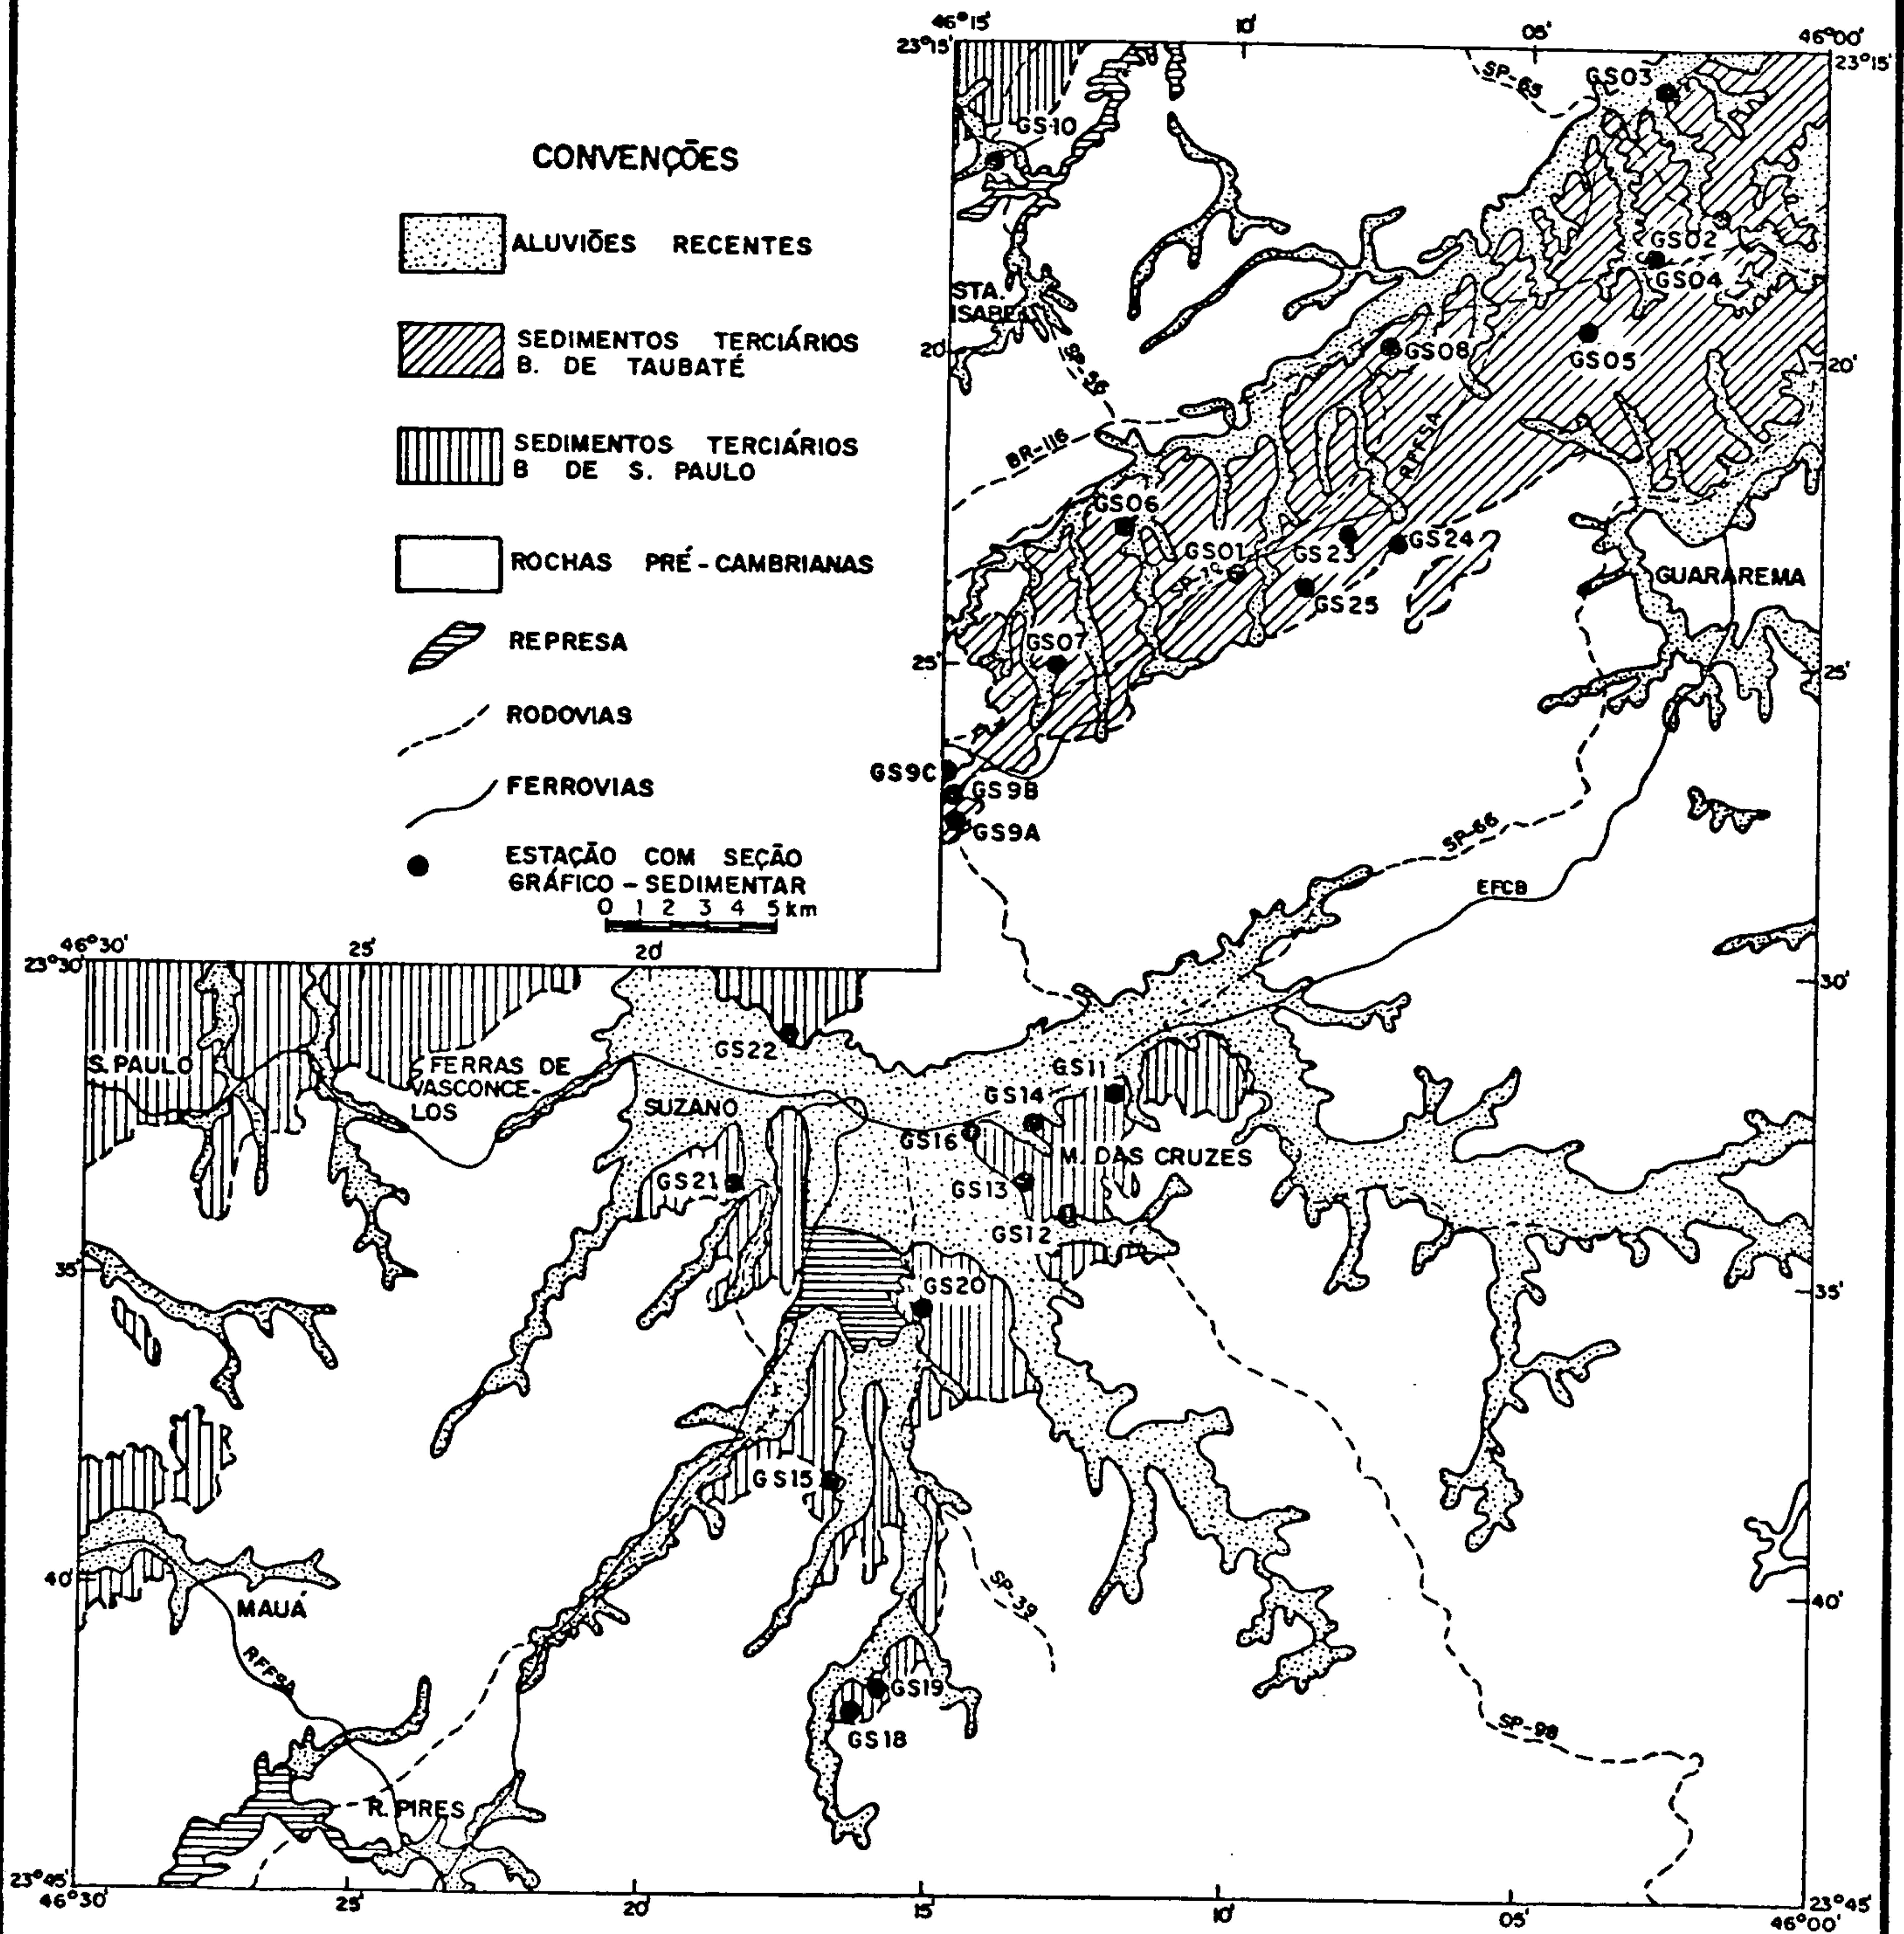 46°15'
10'
05'
46°00'
23°15'
23°15'
SP-65
GS03
GS10
CONVENÇÕES
ALUVIÕES RECENTES
SEDIMENTOS TERCIÁRIOS
B. DE TAUBATÉ
SEDIMENTOS TERCIÁRIOS
B DE S. PAULO
ROCHAS PRÉ-CAMBRIANAS
REPRESA
RODOVIAS
FERROVIAS
ESTAÇÃO COM SEÇÃO
GRÁFICO - SEDIMENTAR
0 1 2 3 4 5 km
GS02
GS04
STA.
ISABEL
20'
SP-56
GS08
GS05
20'
BR-116
RFFSA
GS06
GS01
GS23
GS24
SP-70
GS25
GUARAREMA
GS07
25'
25'
GS9C
GS9B
GS9A
SP-66
EFCB
46°30'
25'
20'
23°30'
30'
S. PAULO
FERRAS DE
VASCONCE-
LOS
GS22
GS11
GS14
SUZANO
GS16
M. DAS CRUZES
GS21
GS13
GS12
35'
GS20
35'
GS15
40'
MAUÁ
SP-39
40'
RFFSA
GS19
GS18
SP-98
R. PIRES
23°45'
46°30'
25'
20'
15'
10'
05'
23°45'
46°00'